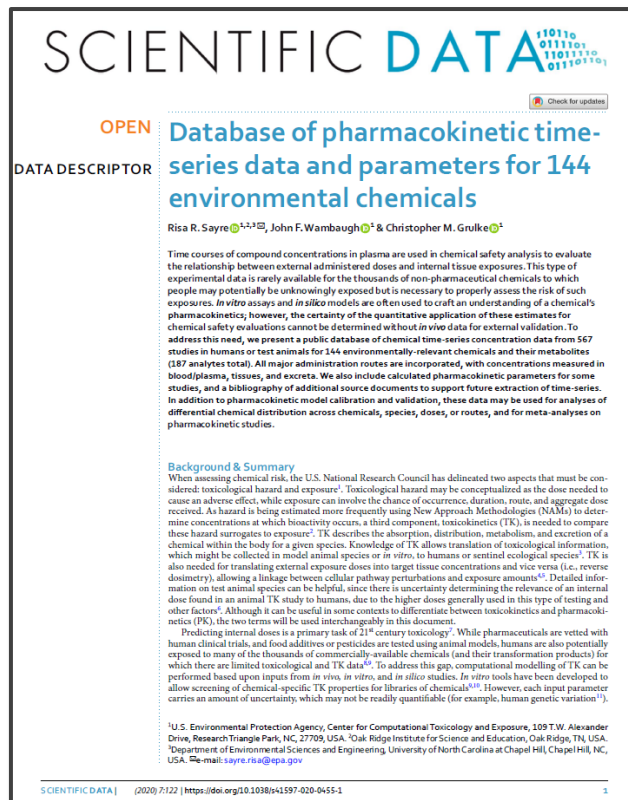 SCIENTIFIC DATA
110110
0111101
11011110
011101101
Check for updates
OPEN
DATA DESCRIPTOR
Database of pharmacokinetic time-
series data and parameters for 144
environmental chemicals
Risa R. Sayre 1,2,3 ✉, John F. Wambaugh 1 & Christopher M. Grulke 1
Time courses of compound concentrations in plasma are used in chemical safety analysis to evaluate
the relationship between external administered doses and internal tissue exposures. This type of
experimental data is rarely available for the thousands of non-pharmaceutical chemicals to which
people may potentially be unknowingly exposed but is necessary to properly assess the risk of such
exposures. In vitro assays and in silico models are often used to craft an understanding of a chemical's
pharmacokinetics; however, the certainty of the quantitative application of these estimates for
chemical safety evaluations cannot be determined without in vivo data for external validation. To
address this need, we present a public database of chemical time-series concentration data from 567
studies in humans or test animals for 144 environmentally-relevant chemicals and their metabolites
(187 analytes total). All major administration routes are incorporated, with concentrations measured in
blood/plasma, tissues, and excreta. We also include calculated pharmacokinetic parameters for some
studies, and a bibliography of additional source documents to support future extraction of time-series.
In addition to pharmacokinetic model calibration and validation, these data may be used for analyses of
differential chemical distribution across chemicals, species, doses, or routes, and for meta-analyses on
pharmacokinetic studies.
Background & Summary
When assessing chemical risk, the U.S. National Research Council has delineated two aspects that must be con-
sidered: toxicological hazard and exposure1. Toxicological hazard may be conceptualized as the dose needed to
cause an adverse effect, while exposure can involve the chance of occurrence, duration, route, and aggregate dose
received. As hazard is being estimated more frequently using New Approach Methodologies (NAMs) to deter-
mine concentrations at which bioactivity occurs, a third component, toxicokinetics (TK), is needed to compare
these hazard surrogates to exposure2. TK describes the absorption, distribution, metabolism, and excretion of a
chemical within the body for a given species. Knowledge of TK allows translation of toxicological information,
which might be collected in model animal species or in vitro, to humans or sentinel ecological species3. TK is
also needed for translating external exposure doses into target tissue concentrations and vice versa (i.e., reverse
dosimetry), allowing a linkage between cellular pathway perturbations and exposure amounts4,5. Detailed infor-
mation on test animal species can be helpful, since there is uncertainty determining the relevance of an internal
dose found in an animal TK study to humans, due to the higher doses generally used in this type of testing and
other factors6. Although it can be useful in some contexts to differentiate between toxicokinetics and pharmacoki-
netics (PK), the two terms will be used interchangeably in this document.
Predicting internal doses is a primary task of 21st century toxicology7. While pharmaceuticals are vetted with
human clinical trials, and food additives or pesticides are tested using animal models, humans are also potentially
exposed to many of the thousands of commercially-available chemicals (and their transformation products) for
which there are limited toxicological and TK data8,9. To address this gap, computational modelling of TK can be
performed based upon inputs from in vivo, in vitro, and in silico studies. In vitro tools have been developed to
allow screening of chemical-specific TK properties for libraries of chemicals9,10. However, each input parameter
carries an amount of uncertainty, which may not be readily quantifiable (for example, human genetic variation11).
1U.S. Environmental Protection Agency, Center for Computational Toxicology and Exposure, 109 T.W. Alexander
Drive, Research Triangle Park, NC, 27709, USA. 2Oak Ridge Institute for Science and Education, Oak Ridge, TN, USA.
3Department of Environmental Sciences and Engineering, University of North Carolina at Chapel Hill, Chapel Hill, NC,
USA. ✉e-mail: sayre.risa@epa.gov
SCIENTIFIC DATA | (2020) 7:122 | https://doi.org/10.1038/s41597-020-0455-1 1